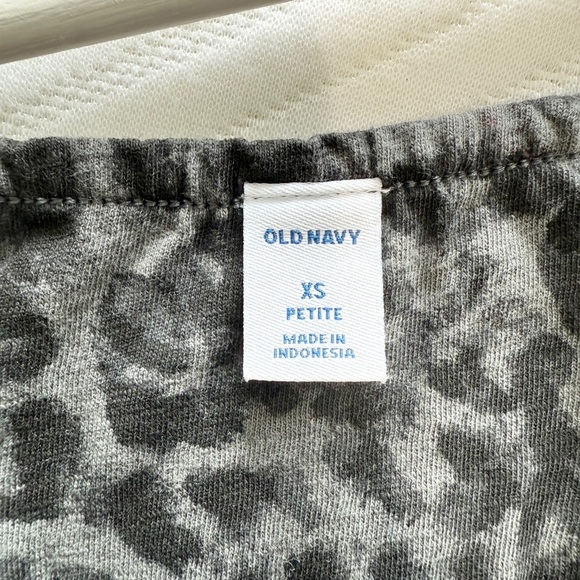 OLD NAVY
XS
PETITE
MADE IN
INDONESIA